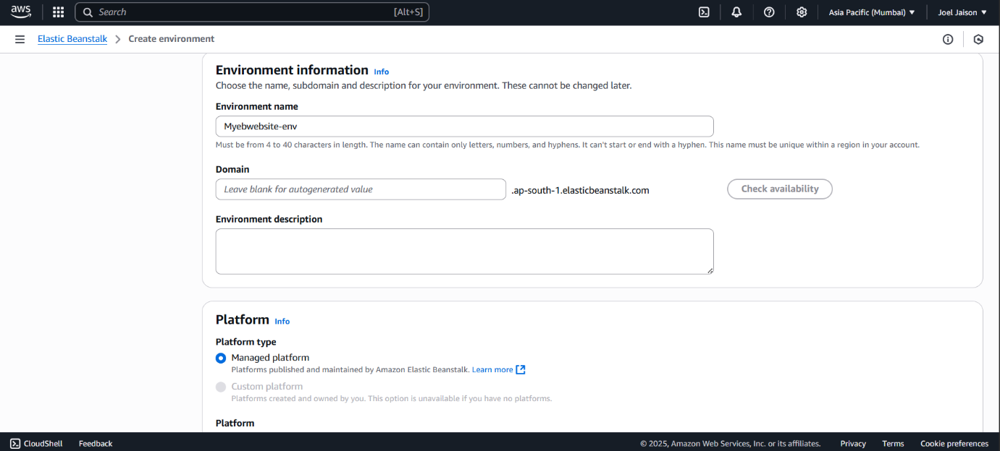 aws
Search [Alt+S]
Asia Pacific (Mumbai) ▼ Joel Jaison ▼
Elastic Beanstalk > Create environment
Environment information Info
Choose the name, subdomain and description for your environment. These cannot be changed later.
Environment name
Myebwebsite-env
Must be from 4 to 40 characters in length. The name can contain only letters, numbers, and hyphens. It can't start or end with a hyphen. This name must be unique within a region in your account.
Domain
Leave blank for autogenerated value .ap-south-1.elasticbeanstalk.com Check availability
Environment description
Platform Info
Platform type
Managed platform
Platforms published and maintained by Amazon Elastic Beanstalk. Learn more
Custom platform
Platforms created and owned by you. This option is unavailable if you have no platforms.
Platform
CloudShell Feedback © 2025, Amazon Web Services, Inc. or its affiliates. Privacy Terms Cookie preferences